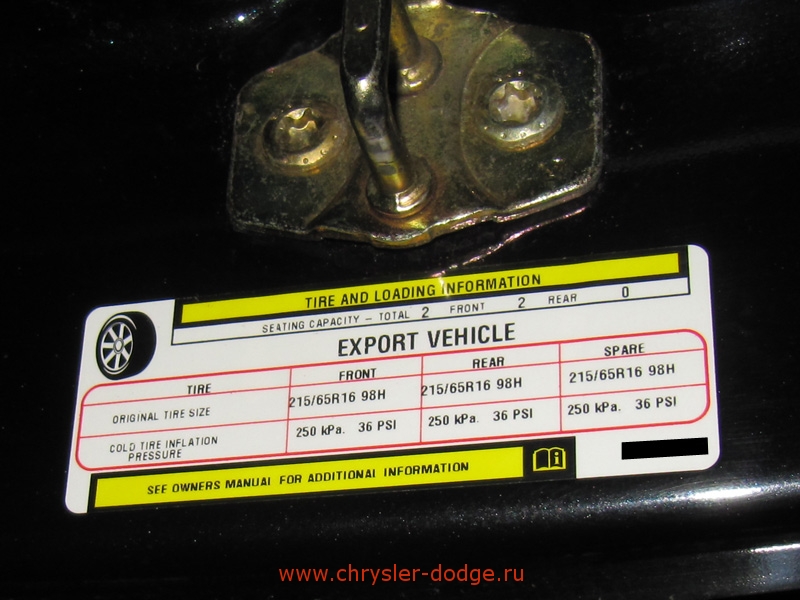 TIRE AND LOADING INFORMATION
SEATING CAPACITY – TOTAL 2 FRONT 2 REAR 0
EXPORT VEHICLE
TIRE FRONT REAR SPARE
ORIGINAL TIRE SIZE 215/65R16 98H 215/65R16 98H 215/65R16 98H
COLD TIRE INFLATION
PRESSURE 250 kPa. 36 PSI 250 kPa. 36 PSI 250 kPa. 36 PSI
SEE OWNERS MANUAL FOR ADDITIONAL INFORMATION
www.chrysler-dodge.ru